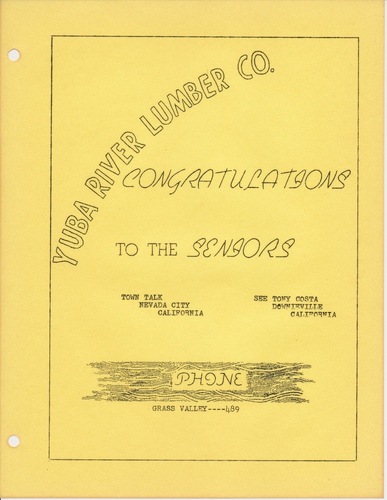 YUBA RIVER LUMBER CO.
CONGRATULATIONS
TO THE SENIORS
TOWN TALK
NEVADA CITY
CALIFORNIA
SEE TONY COSTA
DOWNIEVILLE
CALIFORNIA
PHONE
GRASS VALLEY----489